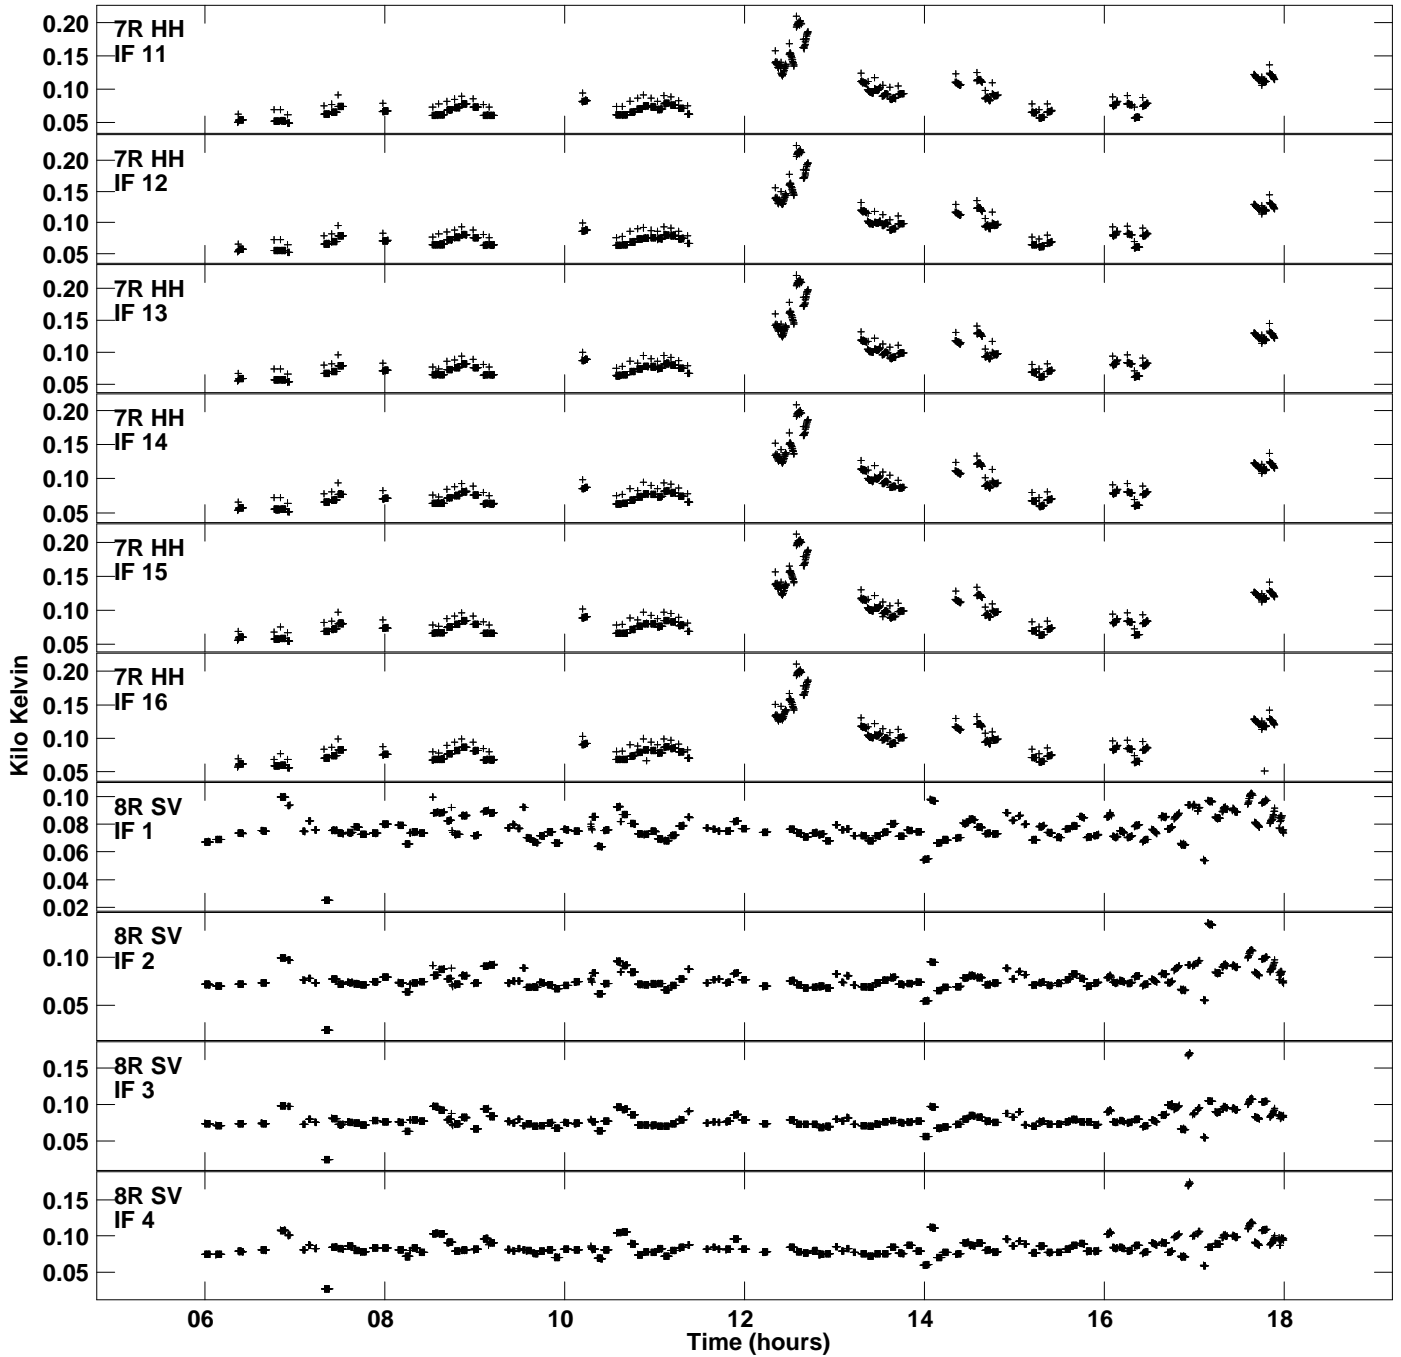 0.20
7R HH
IF 11
0.15
0.10
0.05
0.20
7R HH
IF 12
0.15
0.10
0.05
0.20
7R HH
IF 13
0.15
0.10
0.05
0.20
7R HH
IF 14
0.15
0.10
0.05
0.20
7R HH
IF 15
0.15
0.10
0.05
0.20
7R HH
IF 16
0.15
0.10
0.05
0.10
8R SV
IF 1
0.08
0.06
0.04
0.02
8R SV
IF 2
0.10
0.05
8R SV
IF 3
0.15
0.10
0.05
8R SV
IF 4
0.15
0.10
0.05
Kilo Kelvin
06 08 10 12 14 16 18
Time (hours)